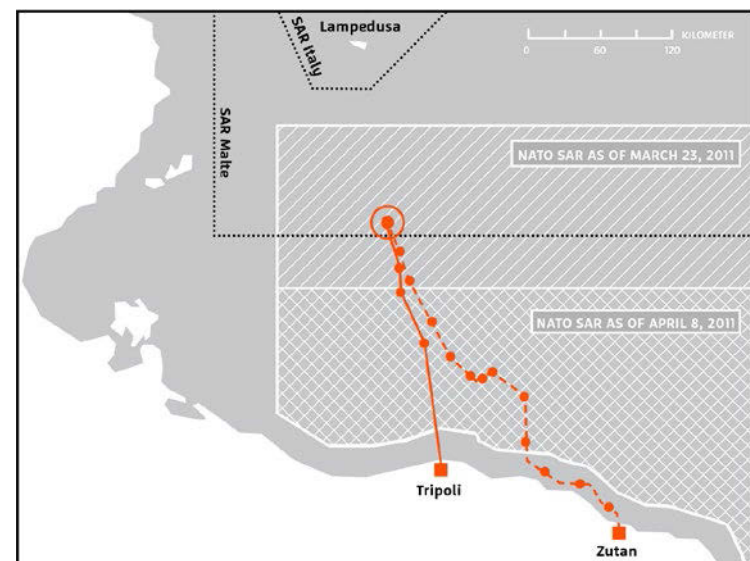 Lampedusa
SAR Italy
KILOMETER
0 60 120
SAR Malte
NATO SAR AS OF MARCH 23, 2011
NATO SAR AS OF APRIL 8, 2011
Tripoli
Zutan